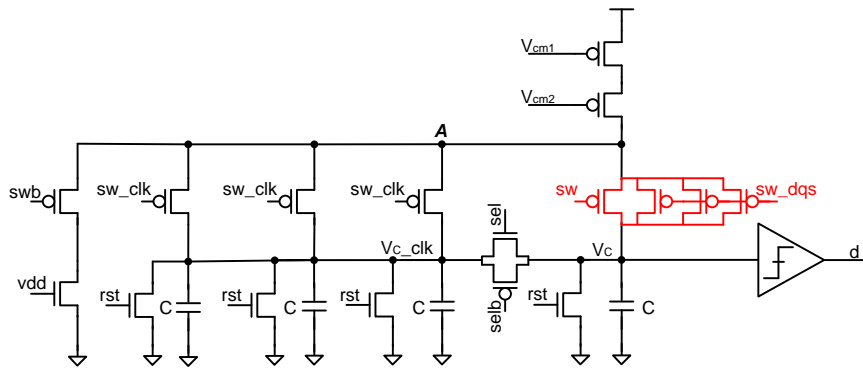 Vcm1
Vcm2
A
swb
sw_clk
sw_clk
sw_clk
sel
sw
sw_dqs
VC_clk
VC
d
vdd
rst
C
rst
C
rst
C
selb
rst
C